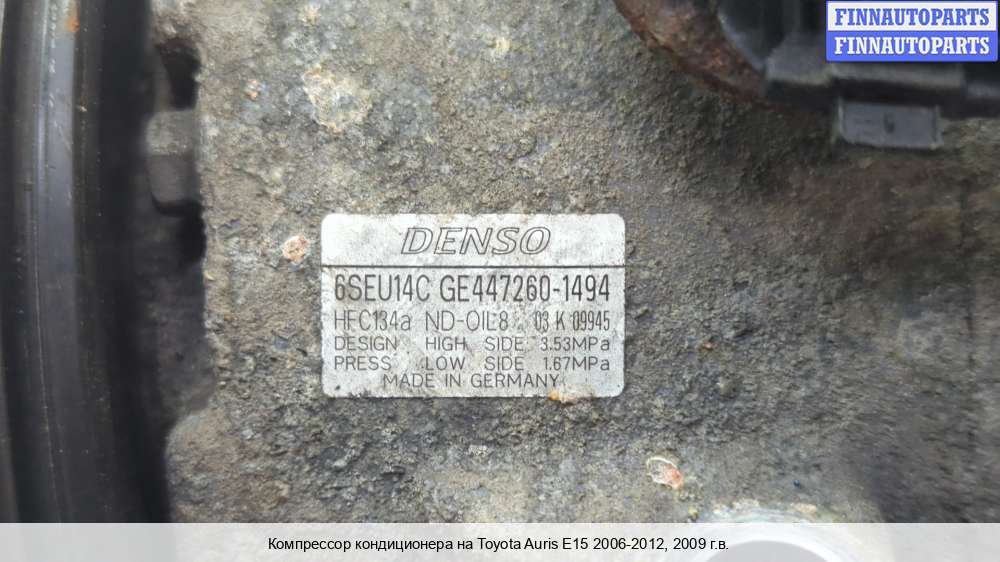 FINNAUTOPARTS
FINNAUTOPARTS
DENSO
6SEU14C GE447260-1494
HFC134a ND-OIL8 03 K 09945
DESIGN HIGH SIDE 3.53MPa
PRESS LOW SIDE 1.67MPa
MADE IN GERMANY
Компрессор кондиционера на Toyota Auris E15 2006-2012, 2009 г.в.